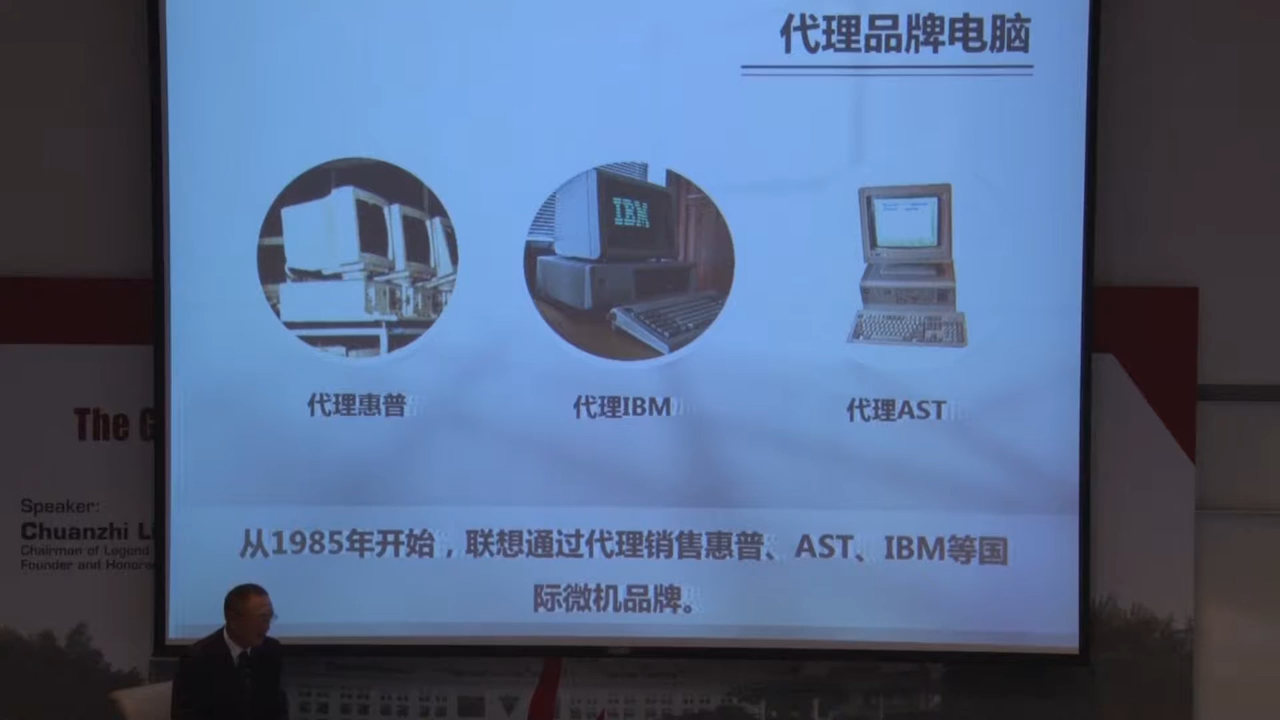 代理品牌电脑
IBM
代理惠普
代理IBM
代理AST
从1985年开始，联想通过代理销售惠普、AST、IBM等国
际微机品牌。
The
Speaker:
Chuanzhi
Chairman of Legend
Founder and